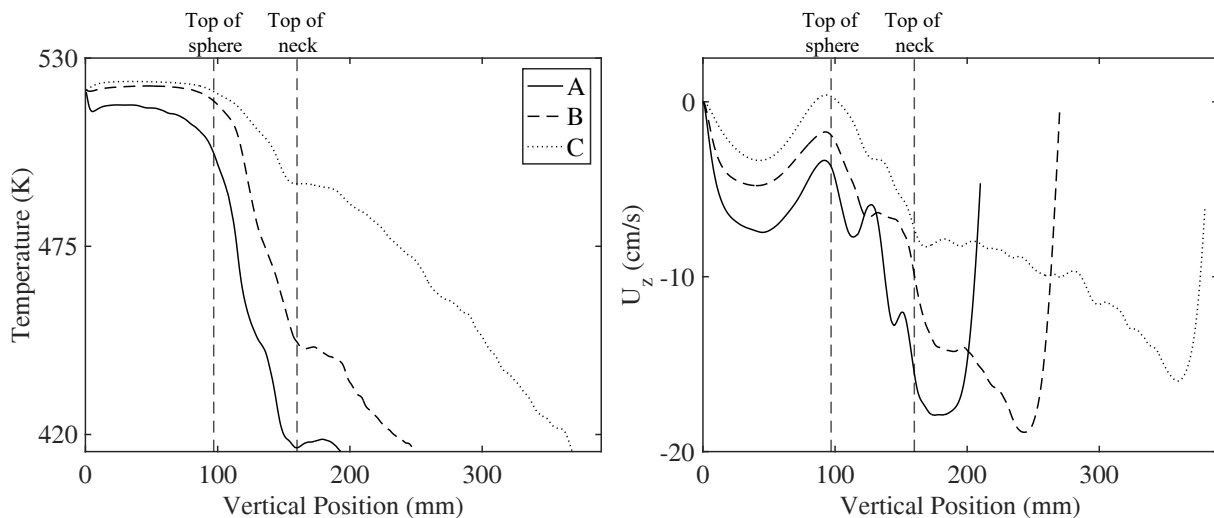 Top of Top of
sphere neck
530
475
420
Temperature (K)
0 100 200 300
Vertical Position (mm)
A
B
C
Top of Top of
sphere neck
0
-10
-20
U_z (cm/s)
0 100 200 300
Vertical Position (mm)